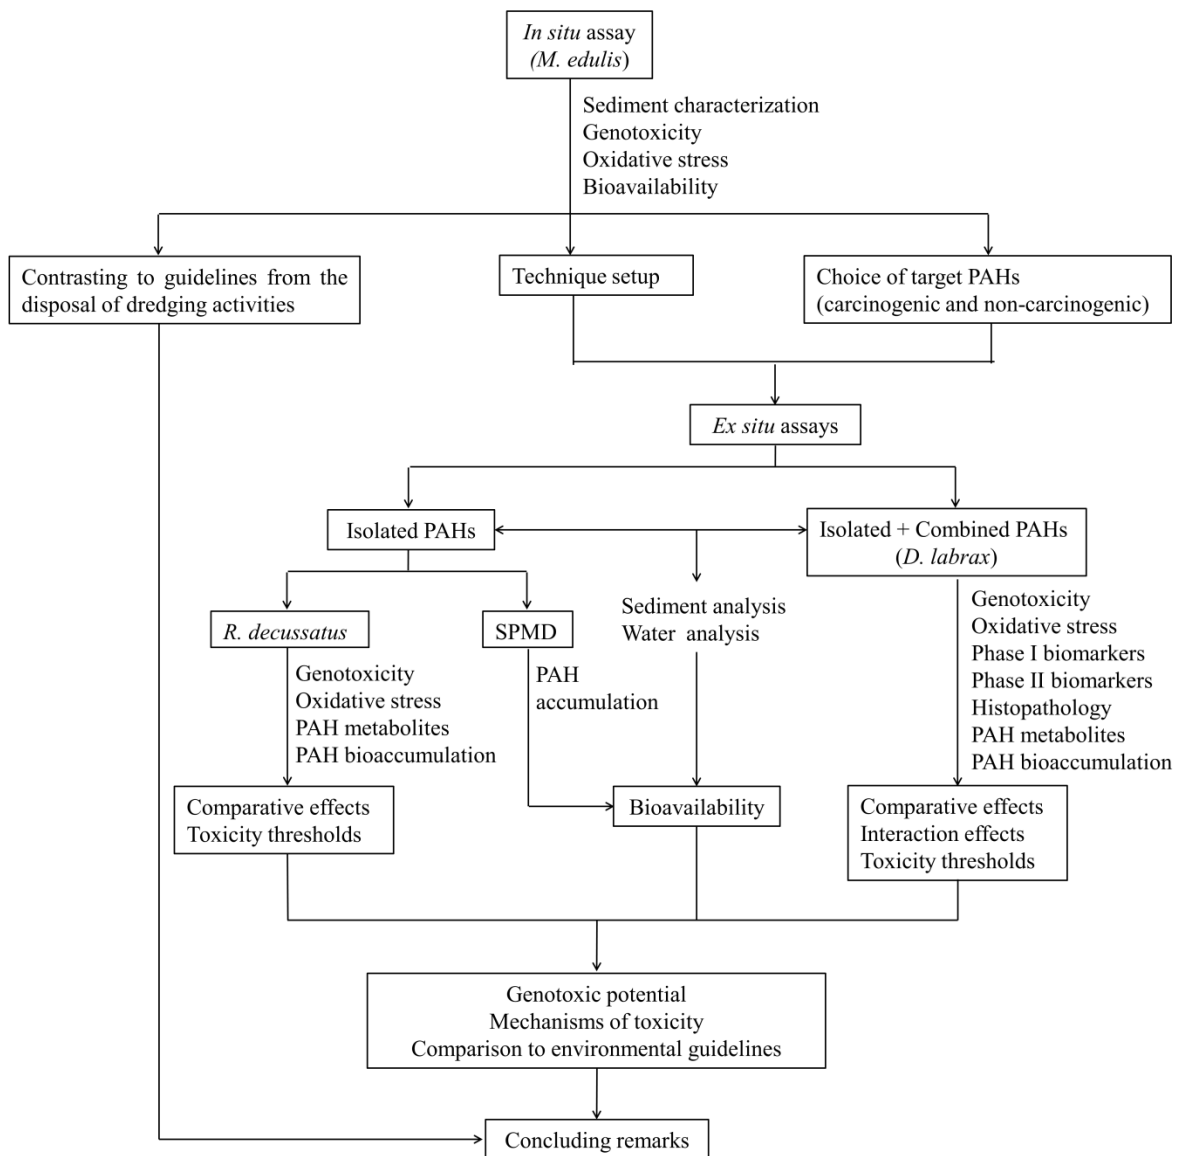 In situ assay
(M. edulis)
Sediment characterization
Genotoxicity
Oxidative stress
Bioavailability
Contrasting to guidelines from the
disposal of dredging activities
Technique setup
Choice of target PAHs
(carcinogenic and non-carcinogenic)
Ex situ assays
Isolated PAHs
Isolated + Combined PAHs
(D. labrax)
R. decussatus
SPMD
Sediment analysis
Water analysis
Genotoxicity
Oxidative stress
Phase I biomarkers
Phase II biomarkers
Histopathology
PAH metabolites
PAH bioaccumulation
Genotoxicity
Oxidative stress
PAH metabolites
PAH bioaccumulation
PAH
accumulation
Comparative effects
Toxicity thresholds
Bioavailability
Comparative effects
Interaction effects
Toxicity thresholds
Genotoxic potential
Mechanisms of toxicity
Comparison to environmental guidelines
Concluding remarks